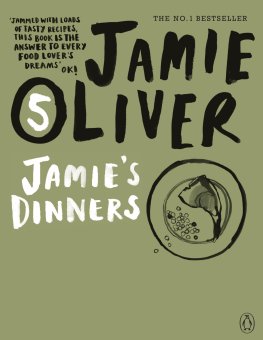 'JAMMED WITH LOADS
OF TASTY RECIPES,
THIS BOOK IS THE
ANSWER TO EVERY
FOOD LOVER'S
DREAMS'
OK!
THE NO.1 BESTSELLER
JAMIE
OLIVER
5
JAMIE'S
DINNERS